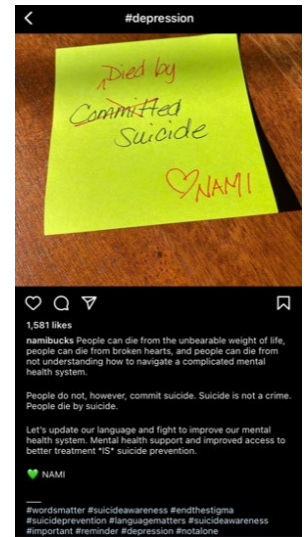 #depression
Died by
Committed
Suicide
♡NAMI
1,581 likes
namibucks People can die from the unbearable weight of life,
people can die from broken hearts, and people can die from
not understanding how to navigate a complicated mental
health system.
People do not, however, commit suicide. Suicide is not a crime.
People die by suicide.
Let's update our language and fight to improve our mental
health system. Mental health support and improved access to
better treatment *IS* suicide prevention.
💚 NAMI
___
#wordsmatter #suicideawareness #endthestigma
#suicideprevention #languagematters #suicideawareness
#important #reminder #depression #notalone